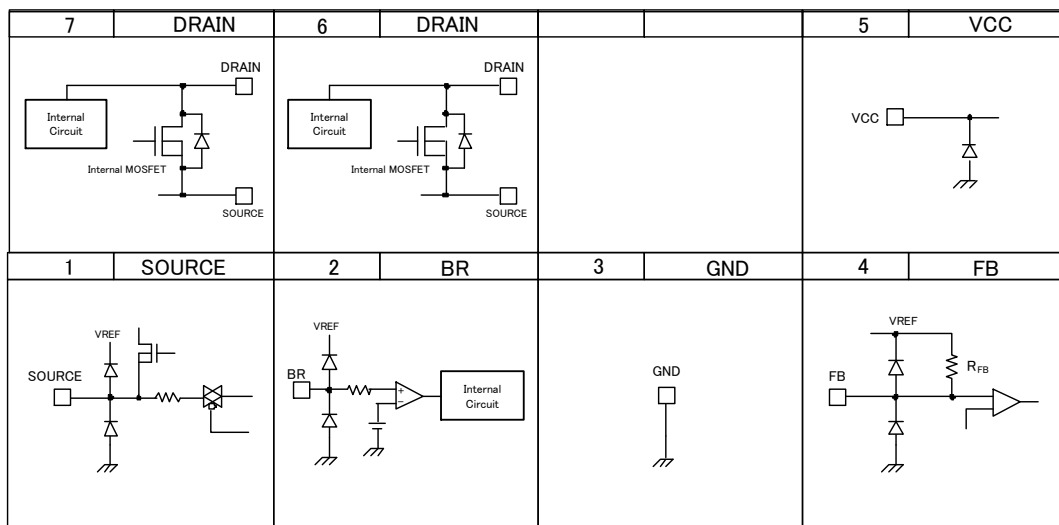 7 DRAIN 6 DRAIN 5 VCC
DRAIN
Internal
Circuit
Internal MOSFET
SOURCE
DRAIN
Internal
Circuit
Internal MOSFET
SOURCE
VCC
1 SOURCE 2 BR 3 GND 4 FB
VREF
SOURCE
VREF
BR
+
−
Internal
Circuit
GND
VREF
RFB
FB